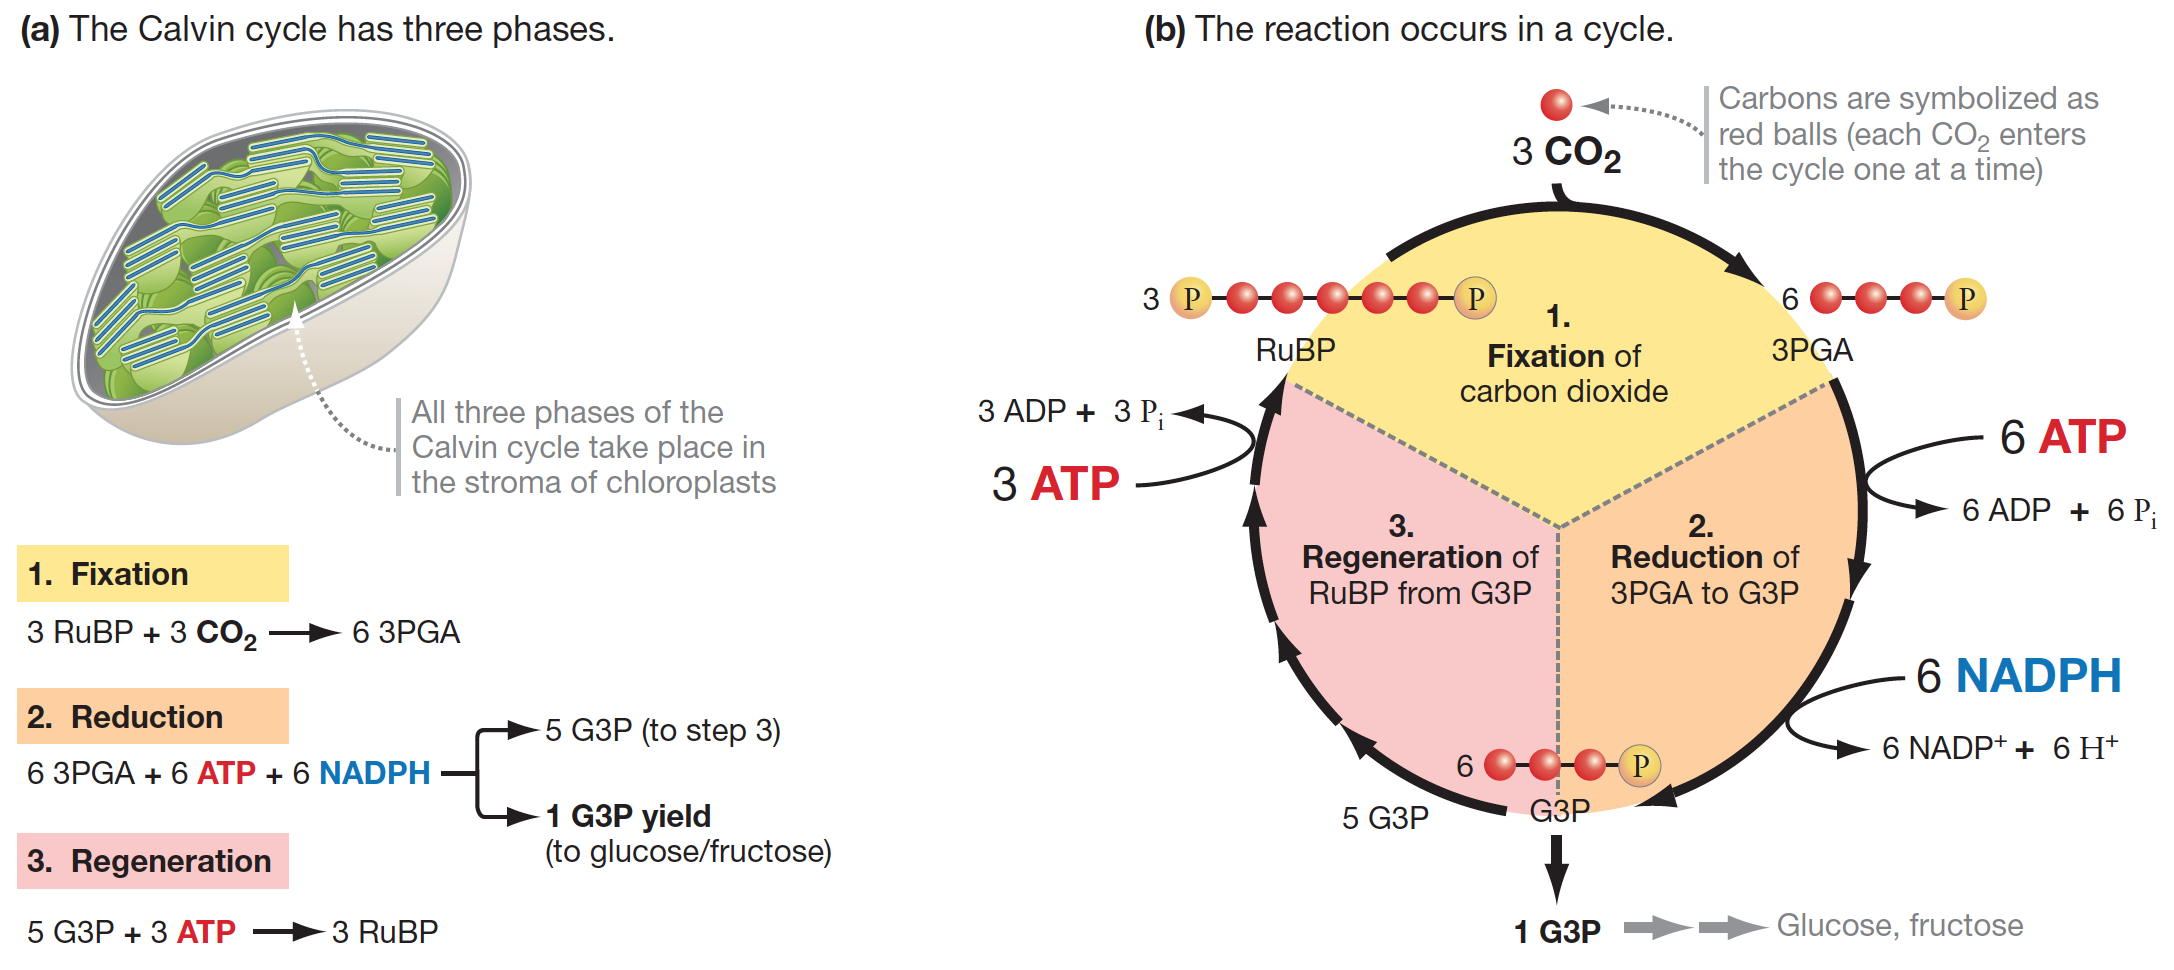 (a) The Calvin cycle has three phases.
All three phases of the
Calvin cycle take place in
the stroma of chloroplasts
1. Fixation
3 RuBP + 3 CO₂ → 6 3PGA
2. Reduction
6 3PGA + 6 ATP + 6 NADPH
5 G3P (to step 3)
1 G3P yield
(to glucose/fructose)
3. Regeneration
5 G3P + 3 ATP → 3 RuBP
(b) The reaction occurs in a cycle.
3 CO₂
Carbons are symbolized as
red balls (each CO₂ enters
the cycle one at a time)
3 P P
RuBP
6 P
3PGA
1.
Fixation of
carbon dioxide
3 ADP + 3 Pᵢ
3 ATP
6 ATP
6 ADP + 6 Pᵢ
3.
Regeneration of
RuBP from G3P
2.
Reduction of
3PGA to G3P
6 NADPH
6 NADP⁺ + 6 H⁺
6 P
G3P
5 G3P
1 G3P
Glucose, fructose